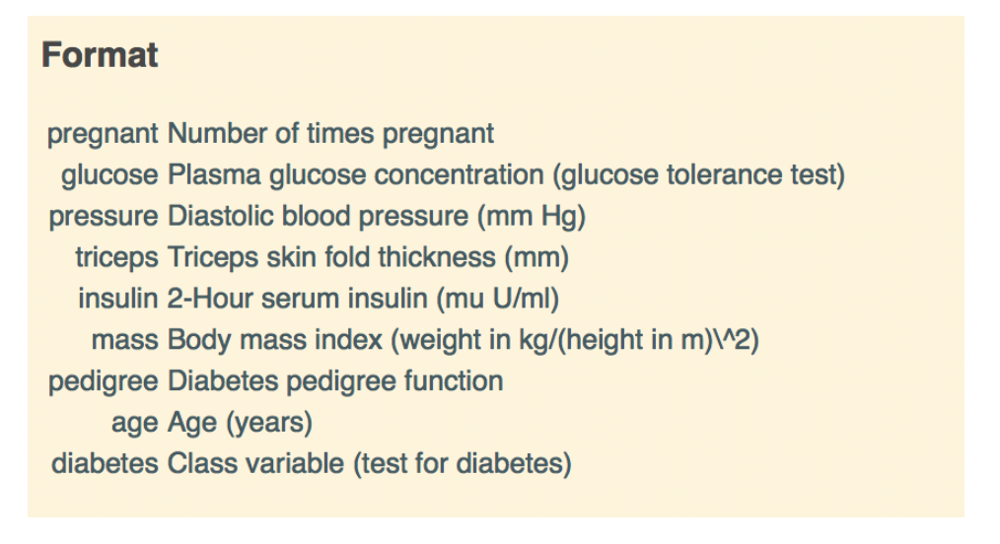 Format
pregnant Number of times pregnant
glucose Plasma glucose concentration (glucose tolerance test)
pressure Diastolic blood pressure (mm Hg)
triceps Triceps skin fold thickness (mm)
insulin 2-Hour serum insulin (mu U/ml)
mass Body mass index (weight in kg/(height in m)\^2)
pedigree Diabetes pedigree function
age Age (years)
diabetes Class variable (test for diabetes)